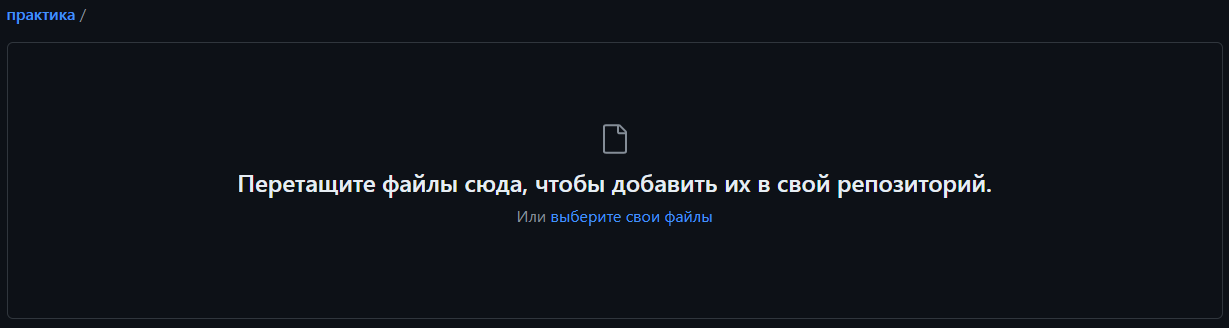 практика /
Перетащите файлы сюда, чтобы добавить их в свой репозиторий.
Или выберите свои файлы